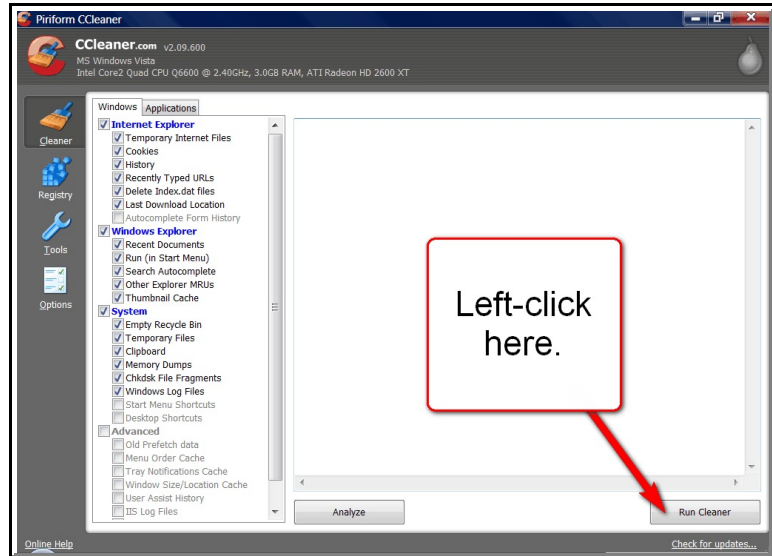 Piriform CCleaner
CCleaner.com v2.09.600
MS Windows Vista
Intel Core2 Quad CPU Q6600 @ 2.40GHz, 3.0GB RAM, ATI Radeon HD 2600 XT
Cleaner
Registry
Tools
Options
Windows
Applications
Internet Explorer
Temporary Internet Files
Cookies
History
Recently Typed URLs
Delete Index.dat files
Last Download Location
Autocomplete Form History
Windows Explorer
Recent Documents
Run (in Start Menu)
Search Autocomplete
Other Explorer MRUs
Thumbnail Cache
System
Empty Recycle Bin
Temporary Files
Clipboard
Memory Dumps
Chkdsk File Fragments
Windows Log Files
Start Menu Shortcuts
Desktop Shortcuts
Advanced
Old Prefetch data
Menu Order Cache
Tray Notifications Cache
Window Size/Location Cache
User Assist History
IIS Log Files
Left-click
here.
Analyze
Run Cleaner
Online Help
Check for updates...